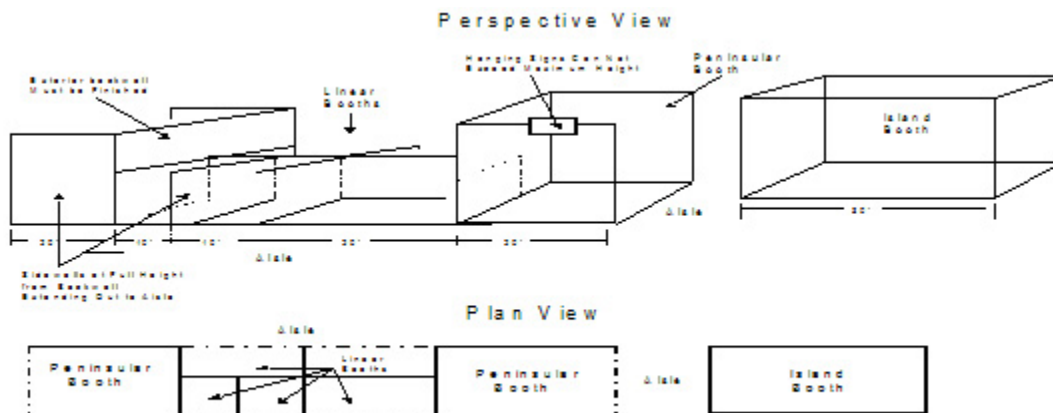 Perspective View
Exterior backwall
Must be Finished
Linear
Booths
Hanging Signs Can Not
Exceed Maximum Height
Peninsular
Booth
Island
Booth
Aisle
Aisle
Sidewalls at Full Height
from Backwall
Extending Out to Aisle
Plan View
Aisle
Peninsular
Booth
Linear
Booths
Peninsular
Booth
Aisle
Island
Booth